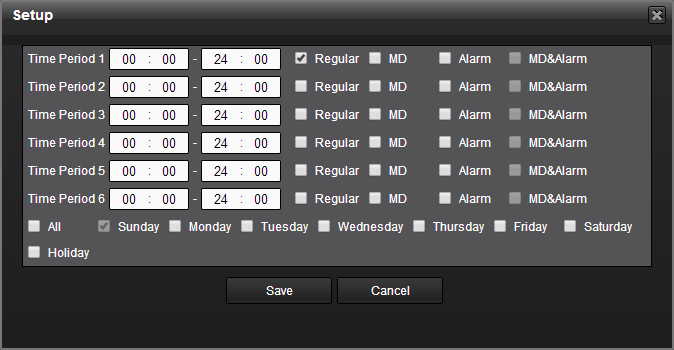 Setup
Time Period 1 00 : 00 - 24 : 00 Regular MD Alarm MD&Alarm
Time Period 2 00 : 00 - 24 : 00 Regular MD Alarm MD&Alarm
Time Period 3 00 : 00 - 24 : 00 Regular MD Alarm MD&Alarm
Time Period 4 00 : 00 - 24 : 00 Regular MD Alarm MD&Alarm
Time Period 5 00 : 00 - 24 : 00 Regular MD Alarm MD&Alarm
Time Period 6 00 : 00 - 24 : 00 Regular MD Alarm MD&Alarm
All Sunday Monday Tuesday Wednesday Thursday Friday Saturday
Holiday
Save Cancel